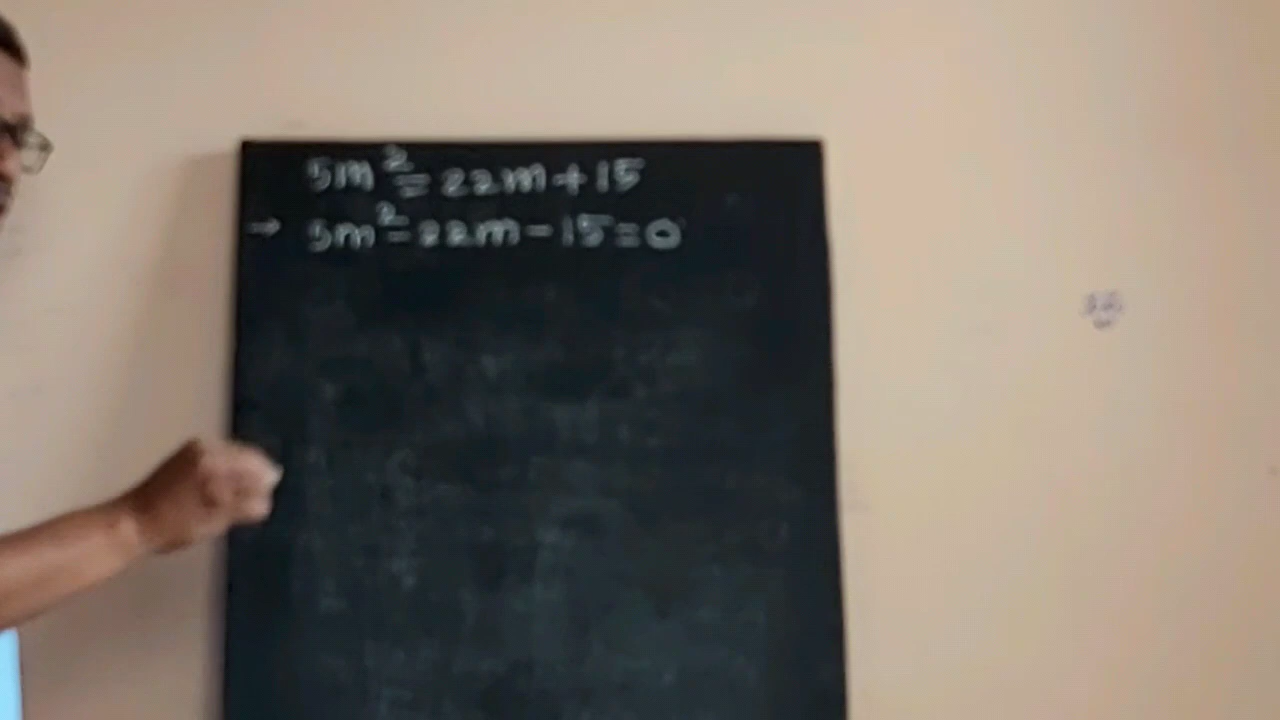 5m² = 22m + 15
→ 5m² - 22m - 15 = 0